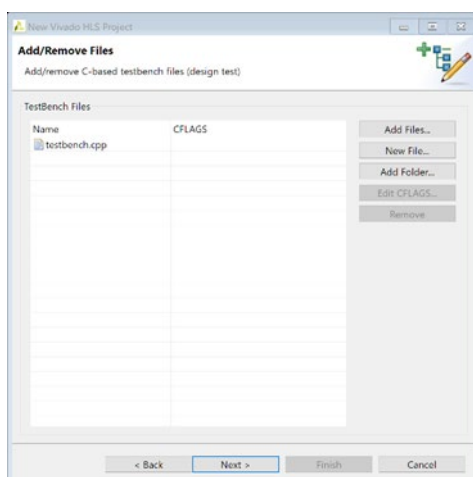 New Vivado HLS Project
Add/Remove Files
Add/remove C-based testbench files (design test)
TestBench Files
Name CFLAGS
testbench.cpp
Add Files...
New File...
Add Folder...
Edit CFLAGS...
Remove
< Back Next > Finish Cancel